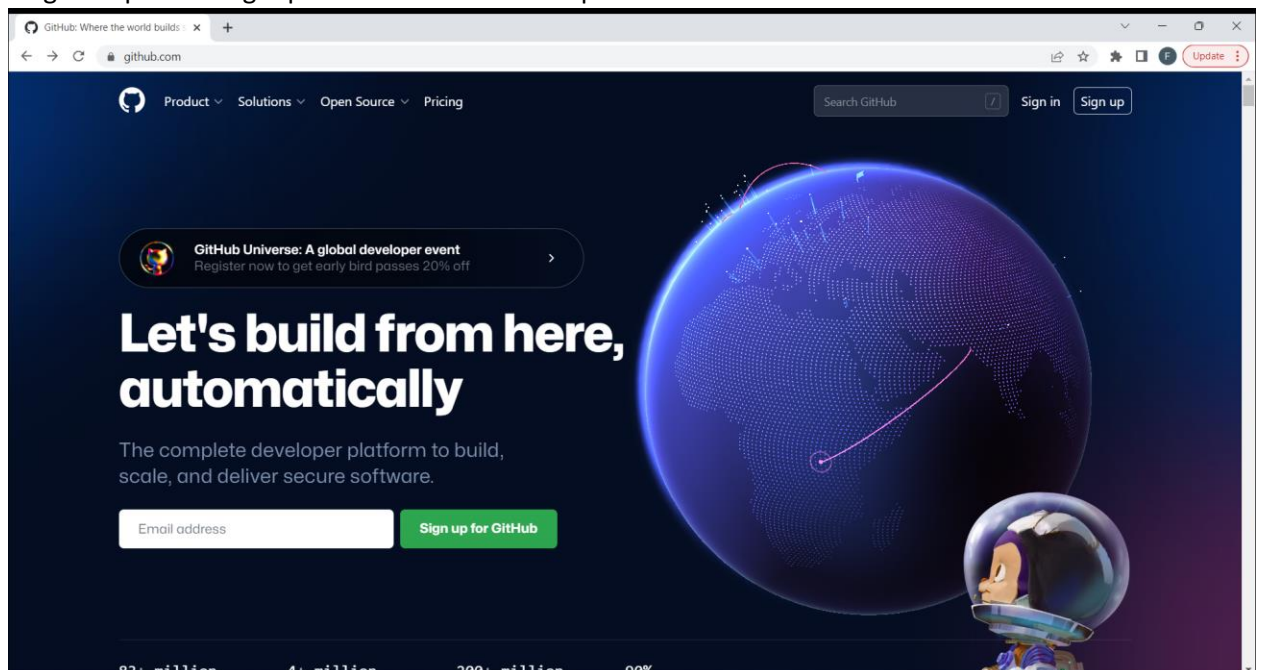 GitHub: Where the world builds s
github.com
Update
Product Solutions Open Source Pricing
Search GitHub / Sign in Sign up
GitHub Universe: A global developer event
Register now to get early bird passes 20% off
Let's build from here,
automatically
The complete developer platform to build,
scale, and deliver secure software.
Email address Sign up for GitHub